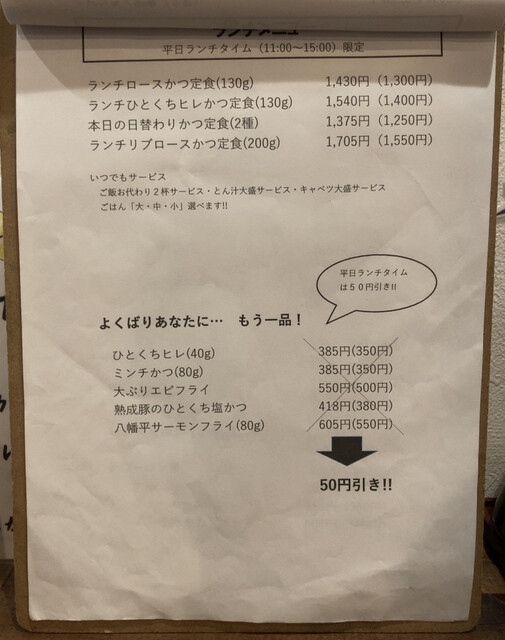 ランチメニュー
平日ランチタイム（11:00～15:00）限定
ランチロースかつ定食(130g) 1,430円（1,300円）
ランチひとくちヒレかつ定食(130g) 1,540円（1,400円）
本日の日替わりかつ定食(2種) 1,375円（1,250円）
ランチリブロースかつ定食(200g) 1,705円（1,550円）
いつでもサービス
ご飯お代わり２杯サービス・とん汁大盛サービス・キャベツ大盛サービス
ごはん「大・中・小」選べます!!
平日ランチタイム
は５０円引き!!
よくばりあなたに… もう一品！
ひとくちヒレ(40g) 385円(350円)
ミンチかつ(80g) 385円(350円)
大ぶりエビフライ 550円(500円)
熟成豚のひとくち塩かつ 418円(380円)
八幡平サーモンフライ(80g) 605円(550円)
50円引き!!